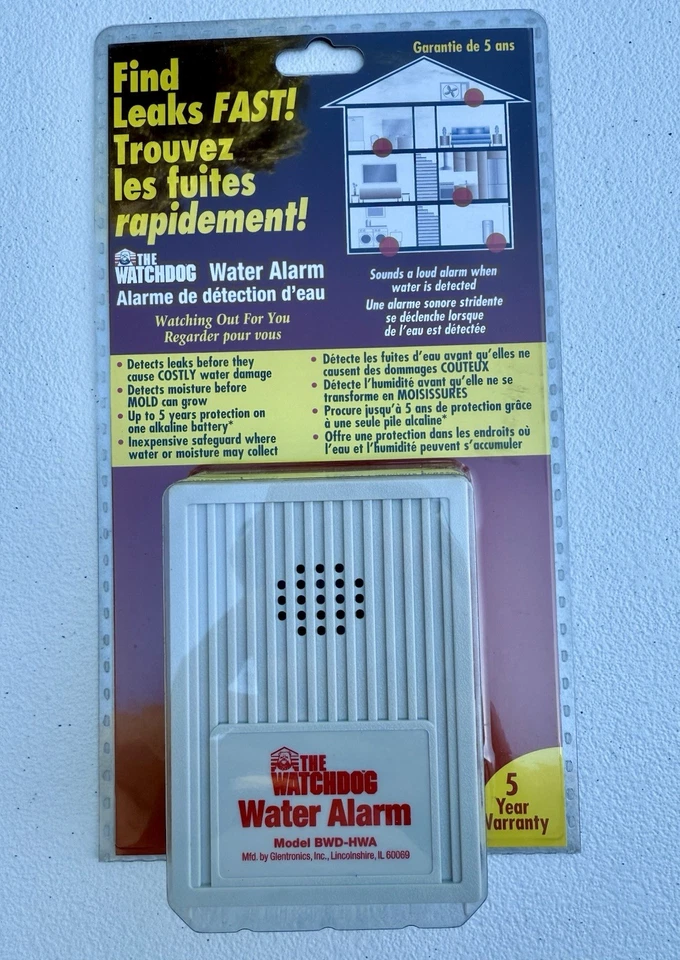 Garantie de 5 ans
Find
Leaks FAST!
Trouvez
les fuites
rapidement!
THE
WATCHDOG Water Alarm
Alarme de détection d'eau
Watching Out For You
Regarder pour vous
Sounds a loud alarm when
water is detected
Une alarme sonore stridente
se déclenche lorsque
de l'eau est détectée
• Detects leaks before they
cause COSTLY water damage
• Detects moisture before
MOLD can grow
• Up to 5 years protection on
one alkaline battery*
• Inexpensive safeguard where
water or moisture may collect
• Détecte les fuites d'eau avant qu'elles ne
causent des dommages COUTEUX
• Détecte l'humidité avant qu'elle ne se
transforme en MOISISSURES
• Procure jusqu'à 5 ans de protection grâce
à une seule pile alcaline*
• Offre une protection dans les endroits où
l'eau et l'humidité peuvent s'accumuler
THE
WATCHDOG
Water Alarm
Model BWD-HWA
Mfd. by Glentronics, Inc., Lincolnshire, IL 60069
5
Year
Warranty